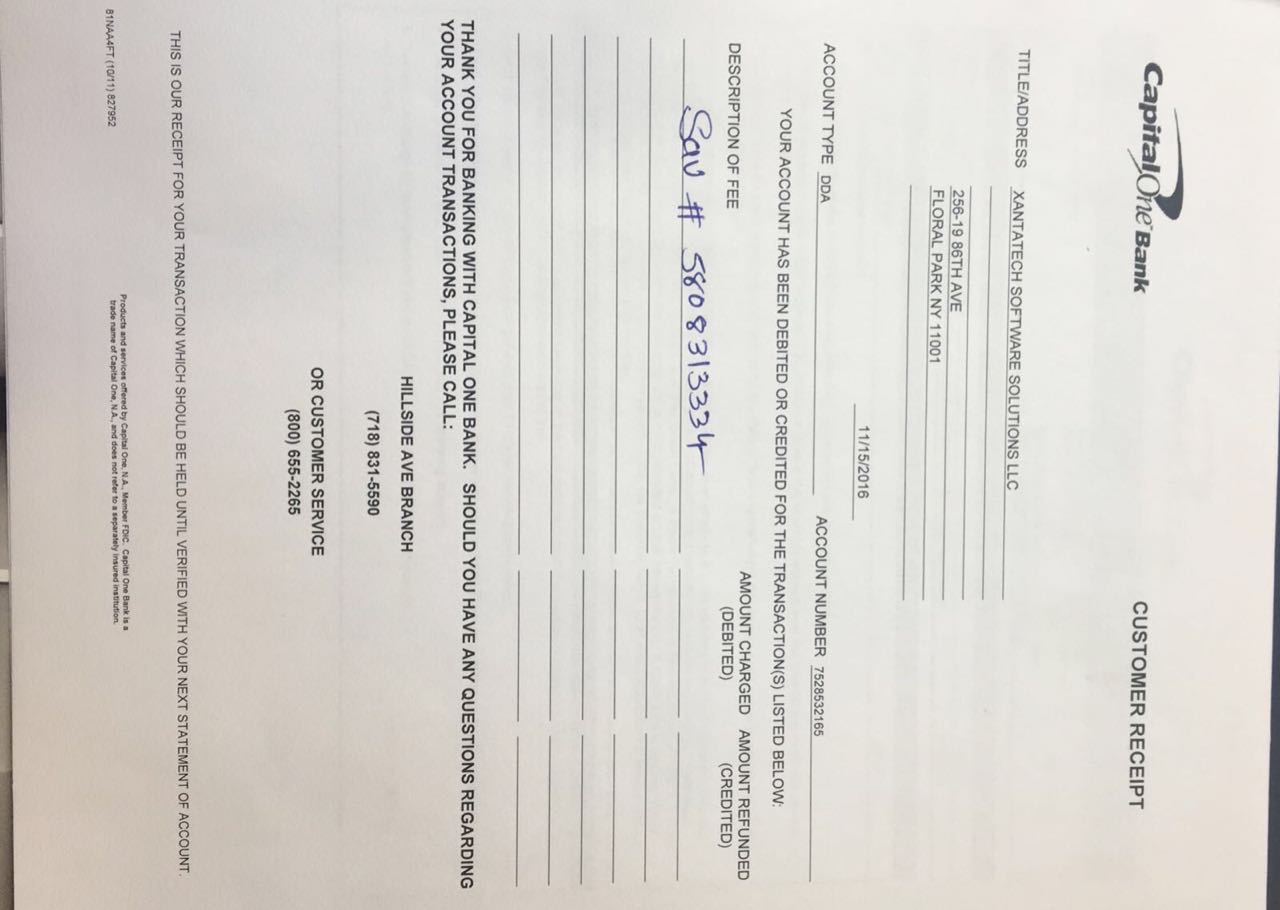 Capital One Bank
CUSTOMER RECEIPT
TITLE/ADDRESS XANTATECH SOFTWARE SOLUTIONS LLC
256-19 86TH AVE
FLORAL PARK NY 11001
11/15/2016
ACCOUNT TYPE DDA ACCOUNT NUMBER 7528532165
YOUR ACCOUNT HAS BEEN DEBITED OR CREDITED FOR THE TRANSACTION(S) LISTED BELOW:
DESCRIPTION OF FEE AMOUNT CHARGED (DEBITED) AMOUNT REFUNDED (CREDITED)
Sav # 5808313334
THANK YOU FOR BANKING WITH CAPITAL ONE BANK. SHOULD YOU HAVE ANY QUESTIONS REGARDING
YOUR ACCOUNT TRANSACTIONS, PLEASE CALL:
HILLSIDE AVE BRANCH
(718) 831-5590
OR CUSTOMER SERVICE
(800) 655-2265
THIS IS OUR RECEIPT FOR YOUR TRANSACTION WHICH SHOULD BE HELD UNTIL VERIFIED WITH YOUR NEXT STATEMENT OF ACCOUNT.
Products and services offered by Capital One, N.A., Member FDIC. Capital One Bank is a
trade name of Capital One, N.A., and does not refer to a separately insured institution.
81NAA4FT (10/11) 827952